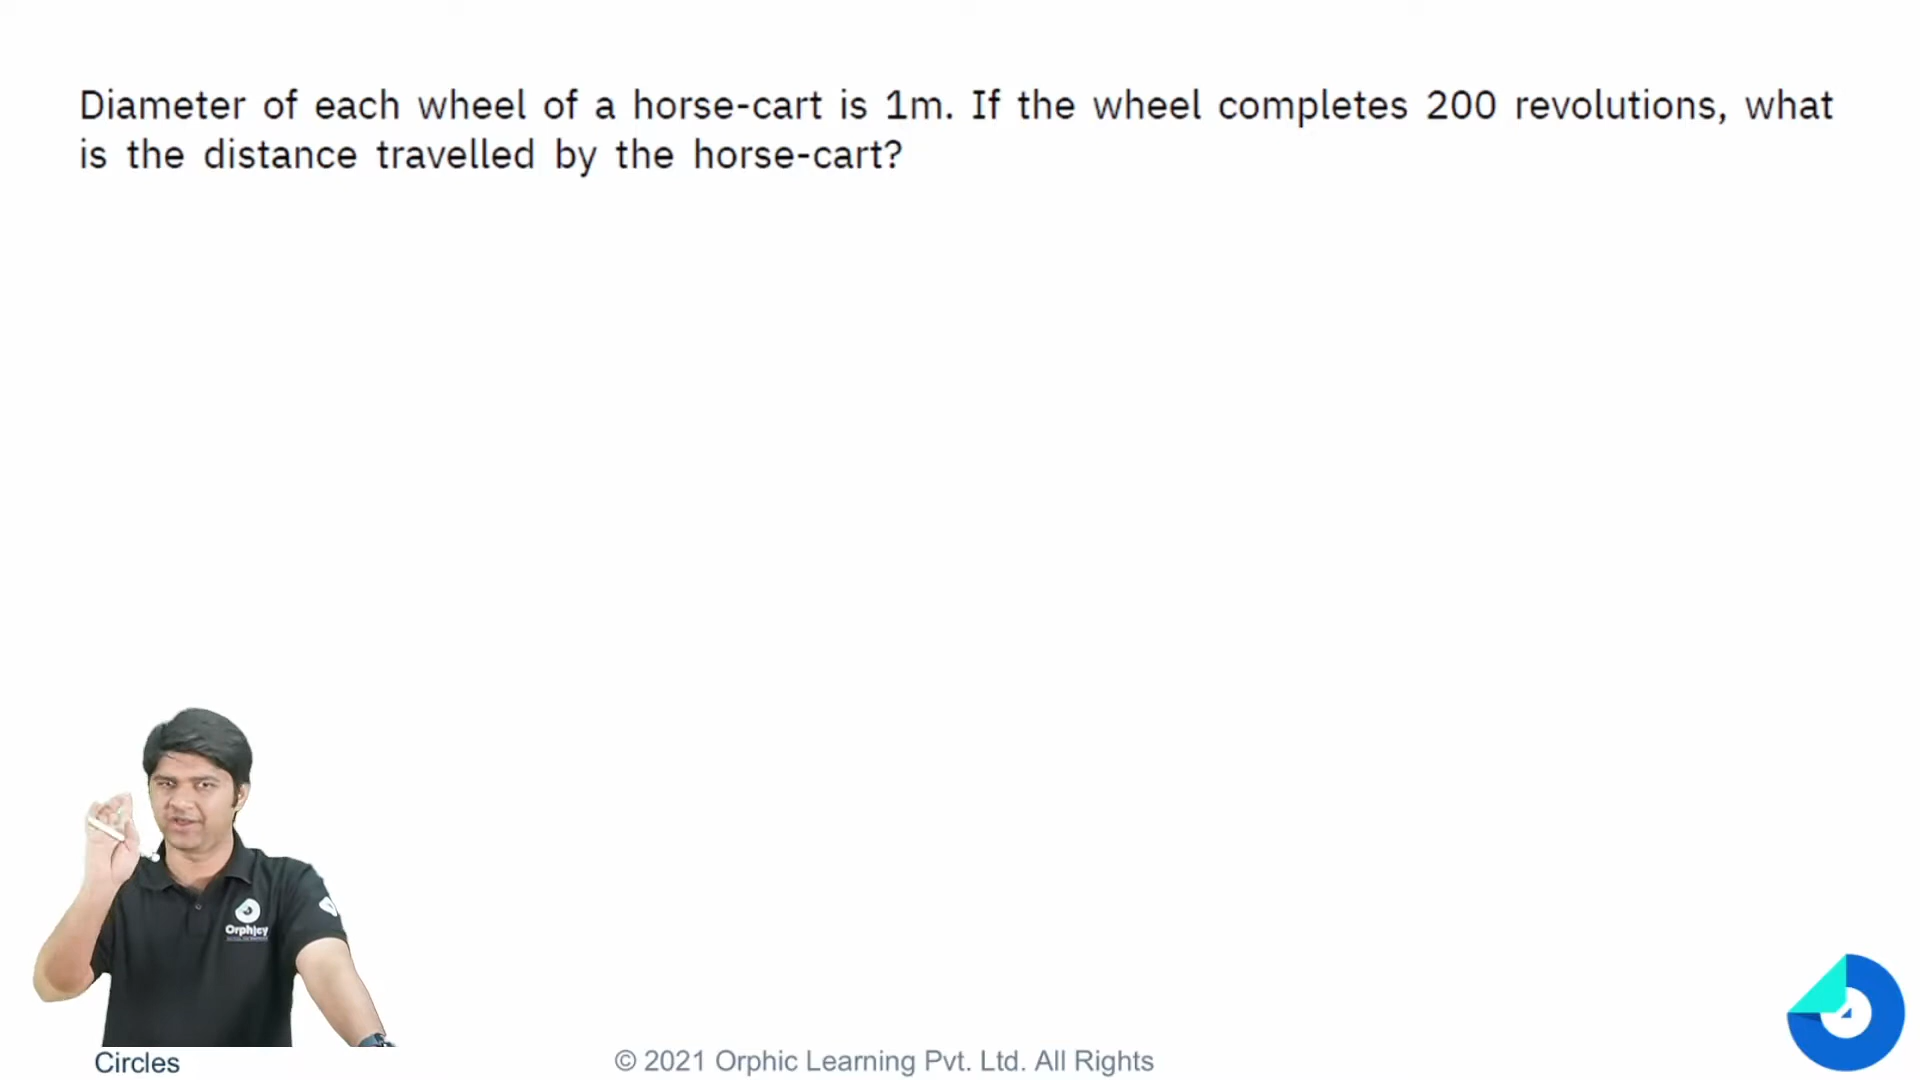 Diameter of each wheel of a horse-cart is 1m. If the wheel completes 200 revolutions, what
is the distance travelled by the horse-cart?
Orphicy
Circles
© 2021 Orphic Learning Pvt. Ltd. All Rights